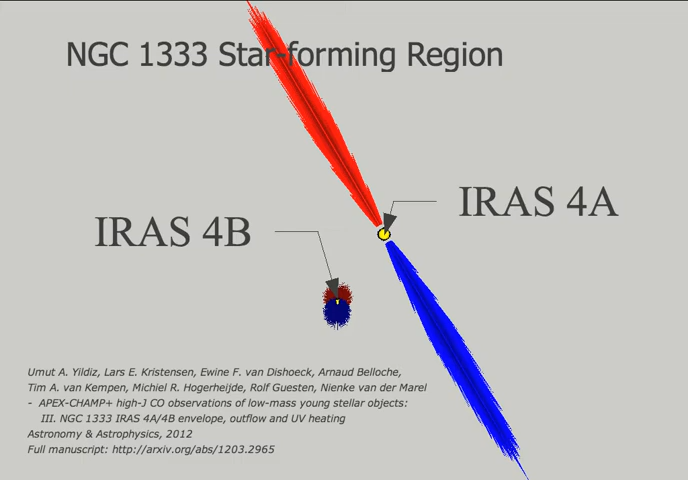 NGC 1333 Star-forming Region
IRAS 4A
IRAS 4B
Umut A. Yildiz, Lars E. Kristensen, Ewine F. van Dishoeck, Arnaud Belloche,
Tim A. van Kempen, Michiel R. Hogerheijde, Rolf Guesten, Nienke van der Marel
- APEX-CHAMP+ high-J CO observations of low-mass young stellar objects:
III. NGC 1333 IRAS 4A/4B envelope, outflow and UV heating
Astronomy & Astrophysics, 2012
Full manuscript: http://arxiv.org/abs/1203.2965